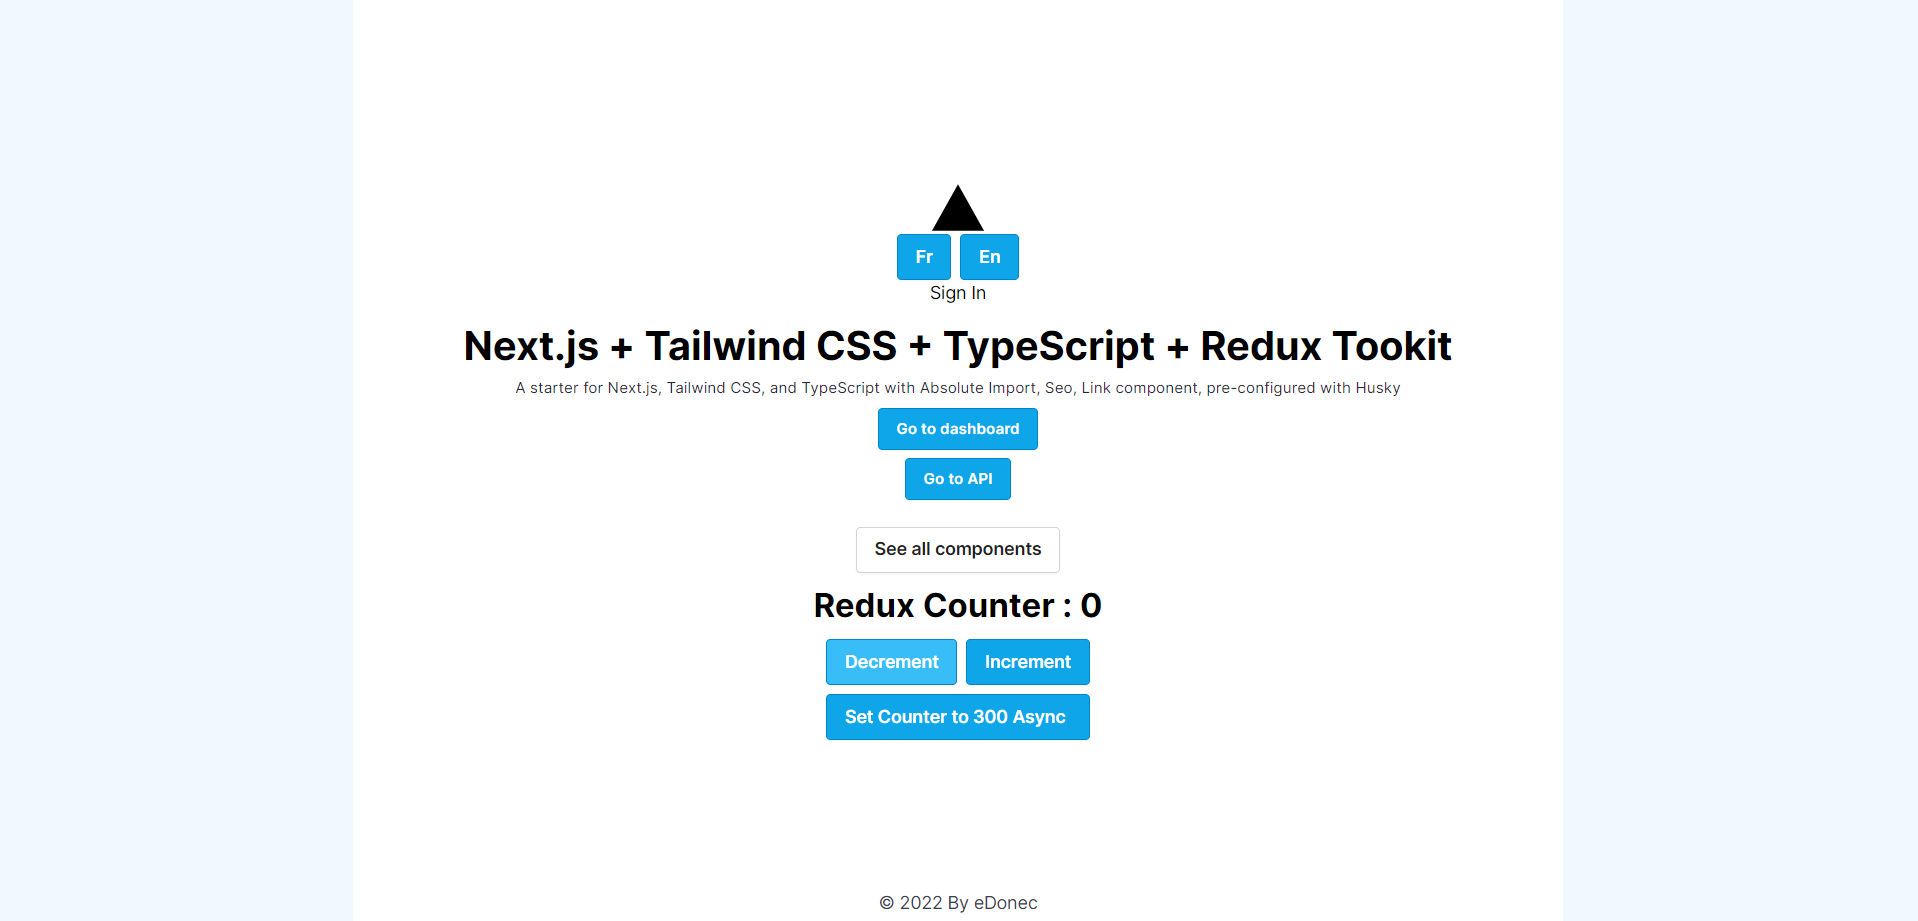 Fr En
Sign In
Next.js + Tailwind CSS + TypeScript + Redux Tookit
A starter for Next.js, Tailwind CSS, and TypeScript with Absolute Import, Seo, Link component, pre-configured with Husky
Go to dashboard
Go to API
See all components
Redux Counter : 0
Decrement Increment
Set Counter to 300 Async
© 2022 By eDonec